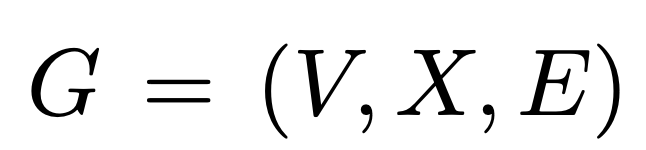 G = (V, X, E)